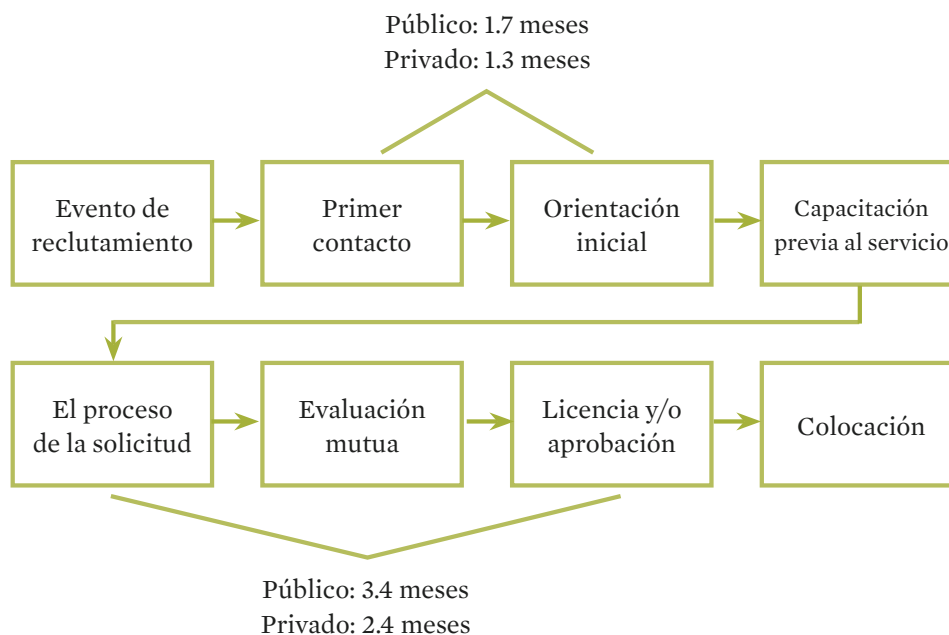 Público: 1.7 meses
Privado: 1.3 meses
Evento de
reclutamiento
Primer
contacto
Orientación
inicial
Capacitación
previa al servicio
El proceso
de la solicitud
Evaluación
mutua
Licencia y/o
aprobación
Colocación
Público: 3.4 meses
Privado: 2.4 meses